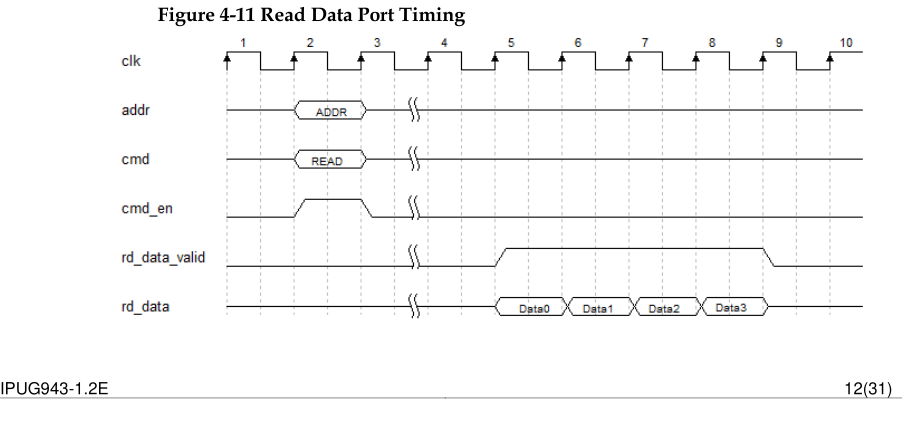 Figure 4-11 Read Data Port Timing
1 2 3 4 5 6 7 8 9 10
clk
addr ADDR
cmd READ
cmd_en
rd_data_valid
rd_data Data0 Data1 Data2 Data3
IPUG943-1.2E 12(31)